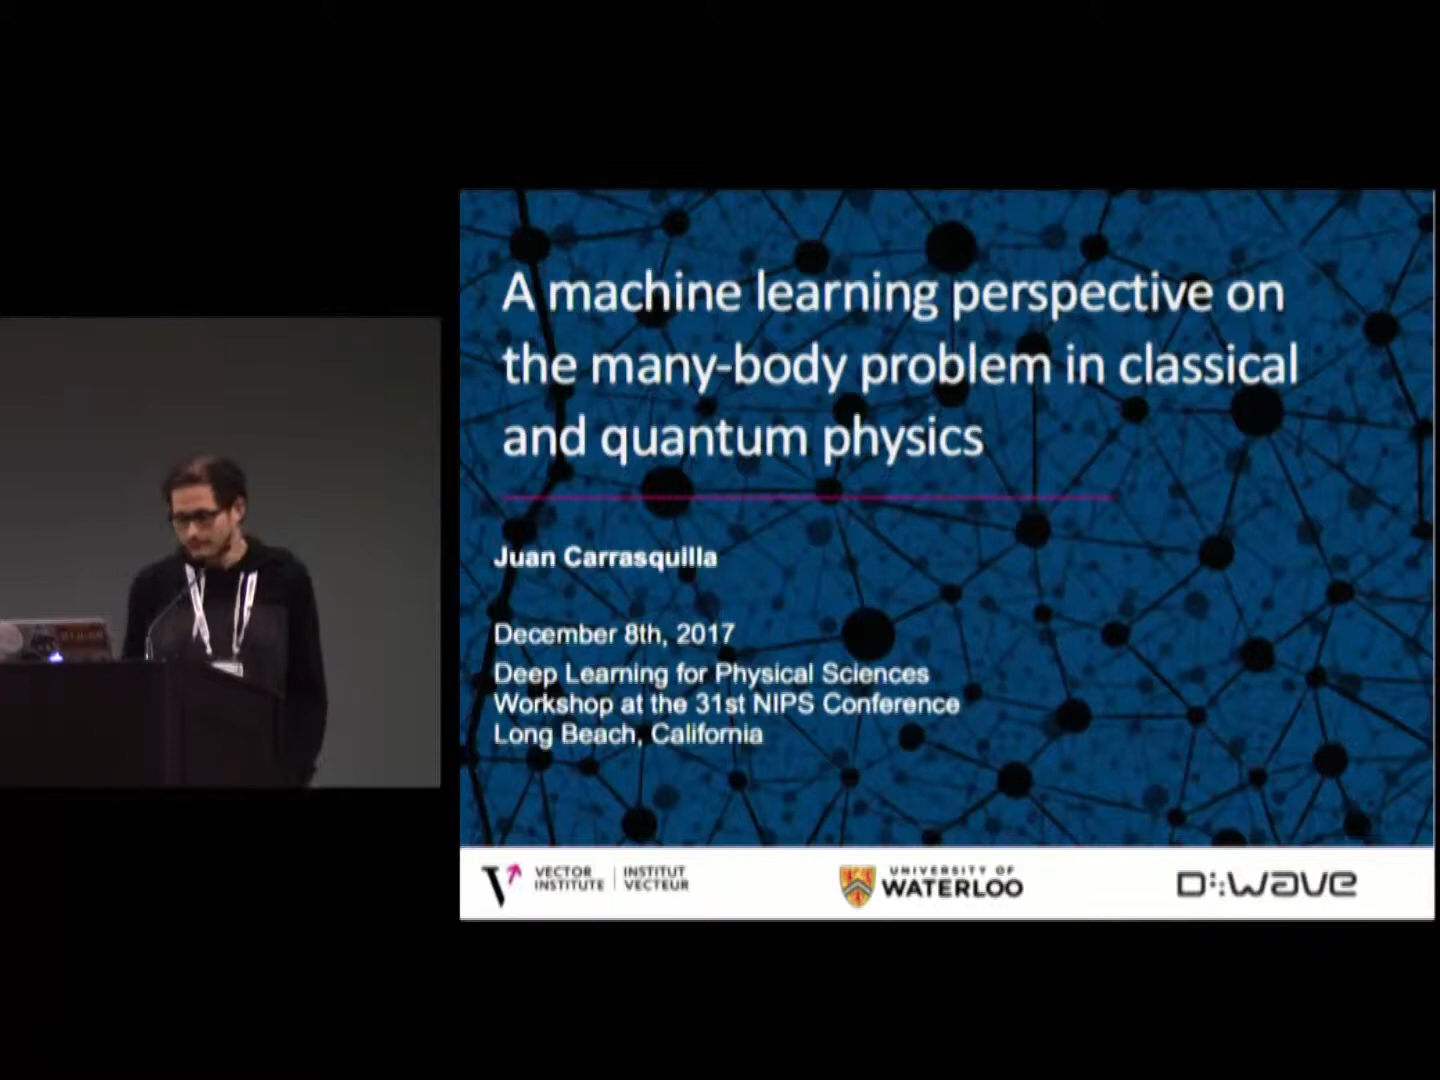 A machine learning perspective on
the many-body problem in classical
and quantum physics
Juan Carrasquilla
December 8th, 2017
Deep Learning for Physical Sciences
Workshop at the 31st NIPS Conference
Long Beach, California
VECTOR INSTITUTE | INSTITUT VECTEUR
UNIVERSITY OF
WATERLOO
D:wave